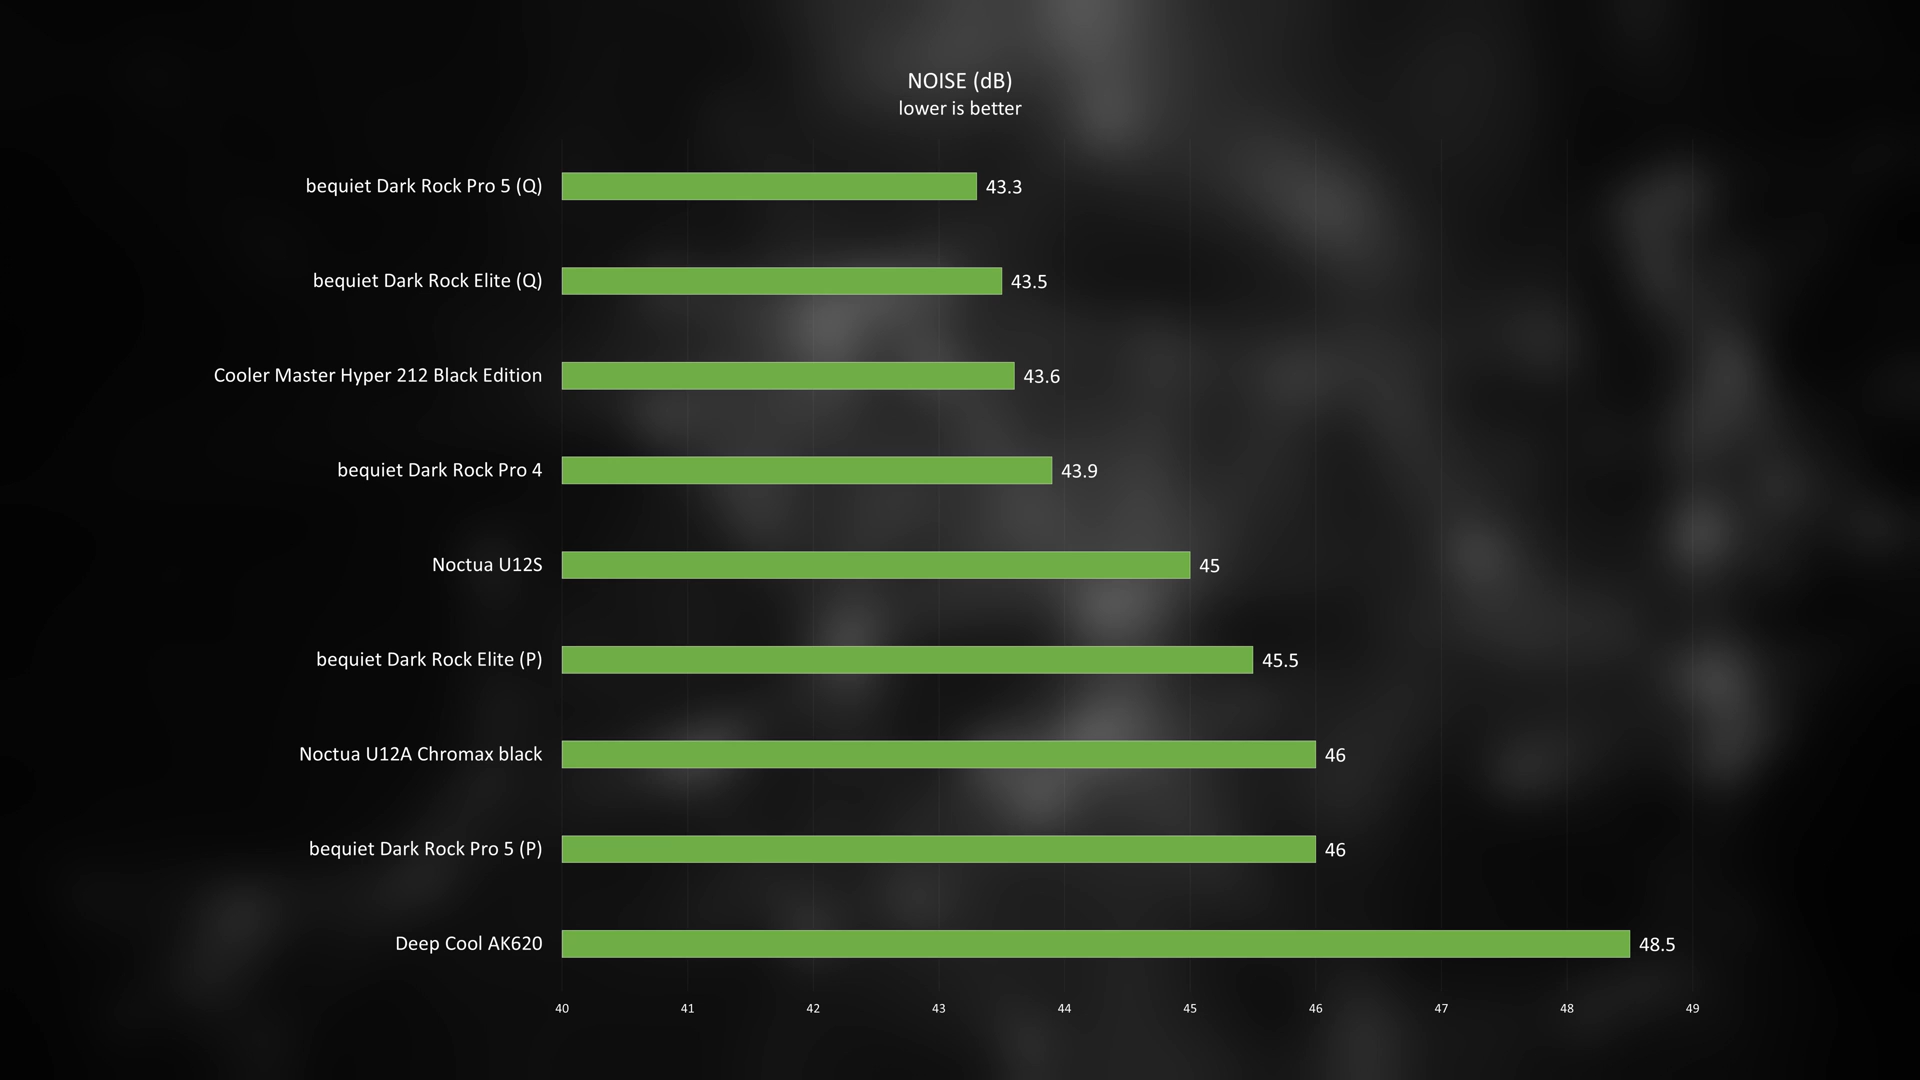 NOISE (dB)
lower is better
bequiet Dark Rock Pro 5 (Q) 43.3
bequiet Dark Rock Elite (Q) 43.5
Cooler Master Hyper 212 Black Edition 43.6
bequiet Dark Rock Pro 4 43.9
Noctua U12S 45
bequiet Dark Rock Elite (P) 45.5
Noctua U12A Chromax black 46
bequiet Dark Rock Pro 5 (P) 46
Deep Cool AK620 48.5
40 41 42 43 44 45 46 47 48 49